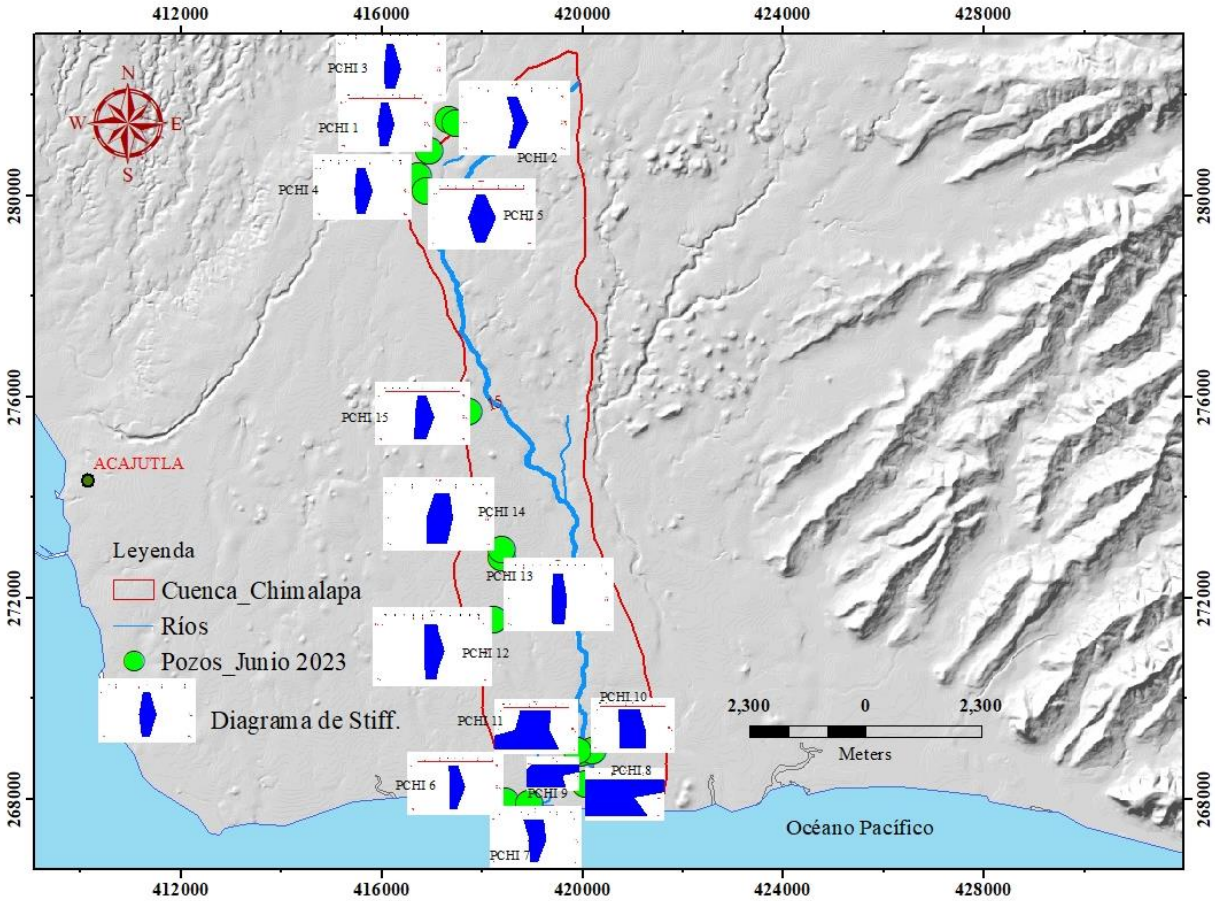 412000 416000 420000 424000 428000
280000
276000
272000
268000
280000
276000
272000
268000
N
W E
S
PCHI 3
PCHI 1
PCHI 2
PCHI 4
PCHI 5
PCHI 15
ACAJUTLA
PCHI 14
PCHI 13
PCHI 12
PCHI 10
PCHI 11
PCHI 8
PCHI 9
PCHI 6
PCHI 7
Leyenda
Cuenca_Chimalapa
Ríos
Pozos_Junio 2023
Diagrama de Stiff.
2,300 0 2,300
Meters
Océano Pacífico
412000 416000 420000 424000 428000